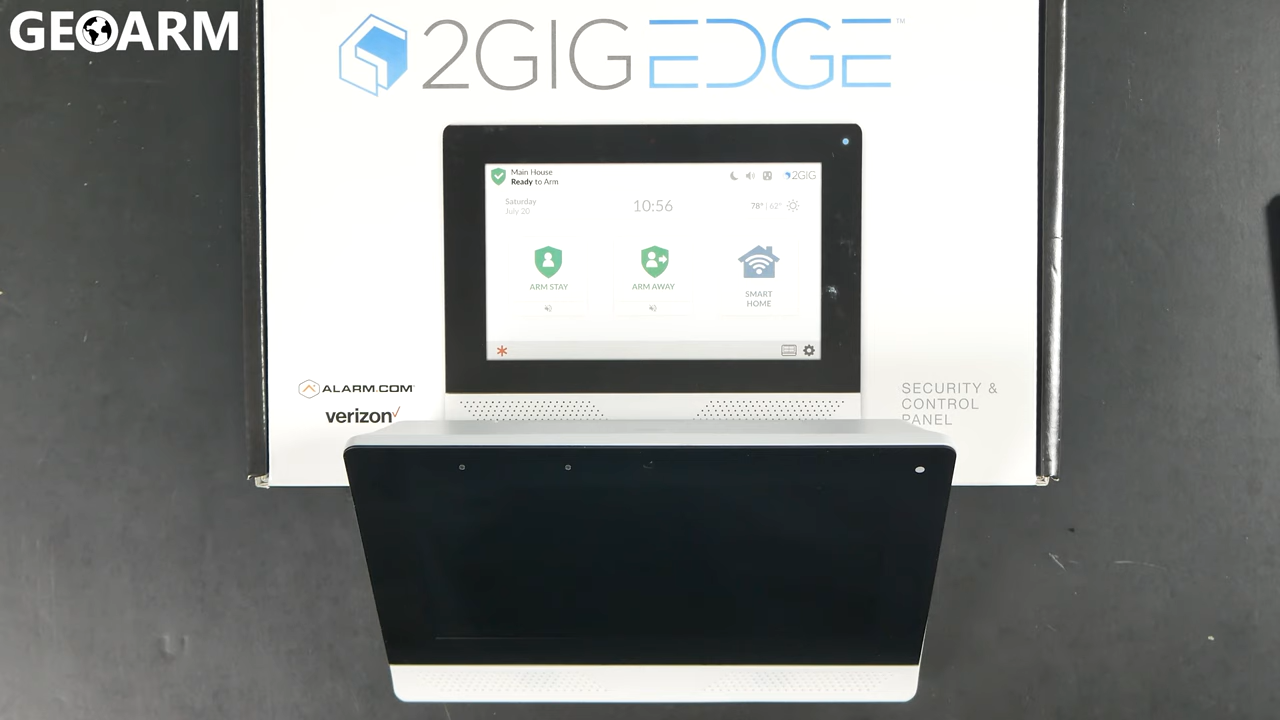 GEOARM
2GIG EDGE™
Main House
Ready to Arm
2GIG
Saturday
July 20
10:56
78° | 62°
ARM STAY
ARM AWAY
SMART
HOME
ALARM.COM
verizon
SECURITY &
CONTROL
PANEL